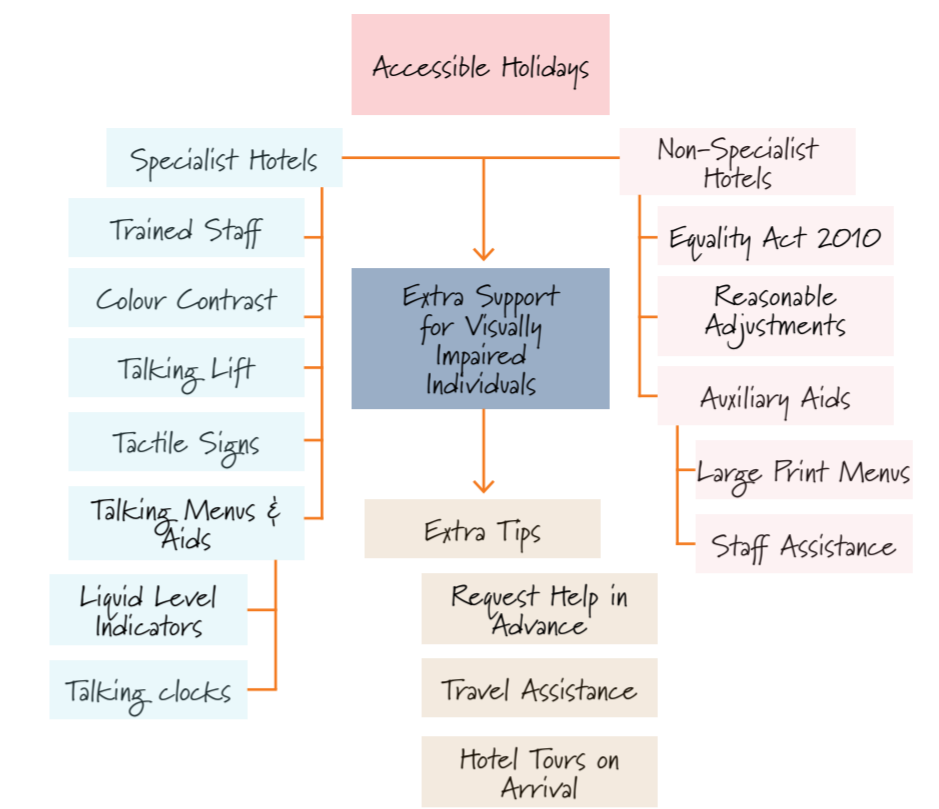 Accessible Holidays
Specialist Hotels
Trained Staff
Colour Contrast
Talking Lift
Tactile Signs
Talking Menus &
Aids
Liquid Level
Indicators
Talking clocks
Extra Support
for Visually
Impaired
Individuals
Extra Tips
Request Help in
Advance
Travel Assistance
Hotel Tours on
Arrival
Non-Specialist
Hotels
Equality Act 2010
Reasonable
Adjustments
Auxiliary Aids
Large Print Menus
Staff Assistance